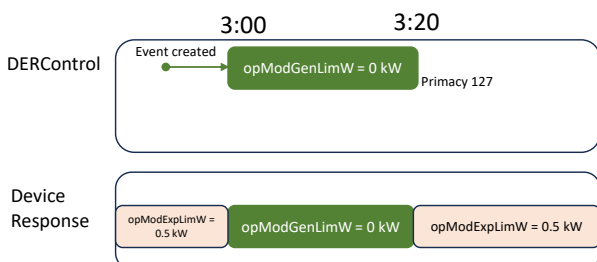 3:00
3:20
DERControl
Event created
opModGenLimW = 0 kW
Primacy 127
Device
Response
opModExpLimW =
0.5 kW
opModGenLimW = 0 kW
opModExpLimW = 0.5 kW